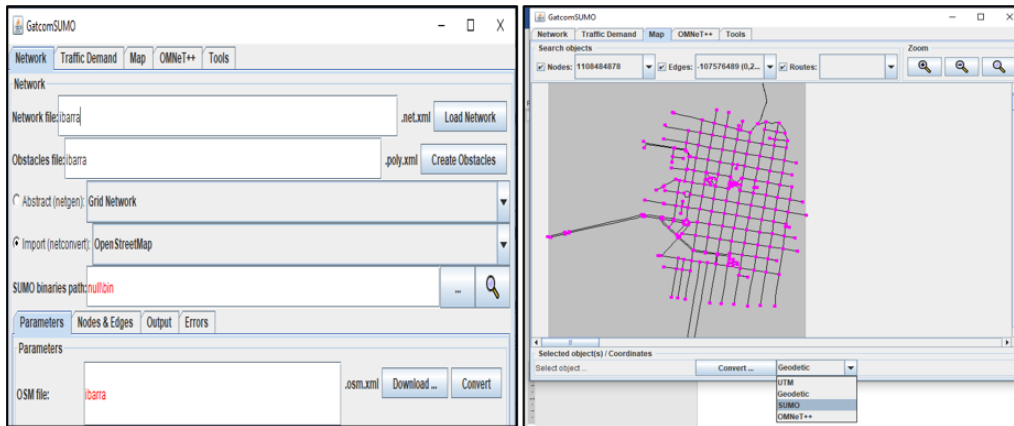 GatcomSUMO
Network Traffic Demand Map OMNeT++ Tools
Network
Network file: ibarra .net.xml Load Network
Obstacles file: ibarra .poly.xml Create Obstacles
Abstract (netgen): Grid Network
Import (netconvert): OpenStreetMap
SUMO binaries path: null\bin ...
Parameters Nodes & Edges Output Errors
Parameters
OSM file: ibarra .osm.xml Download ... Convert
GatcomSUMO
Network Traffic Demand Map OMNeT++ Tools
Search objects Zoom
Nodes: 1108484878 Edges: -107576489 (0,2... Routes:
Selected object(s) / Coordinates
Select object ... Convert ... Geodetic
UTM
Geodetic
SUMO
OMNeT++